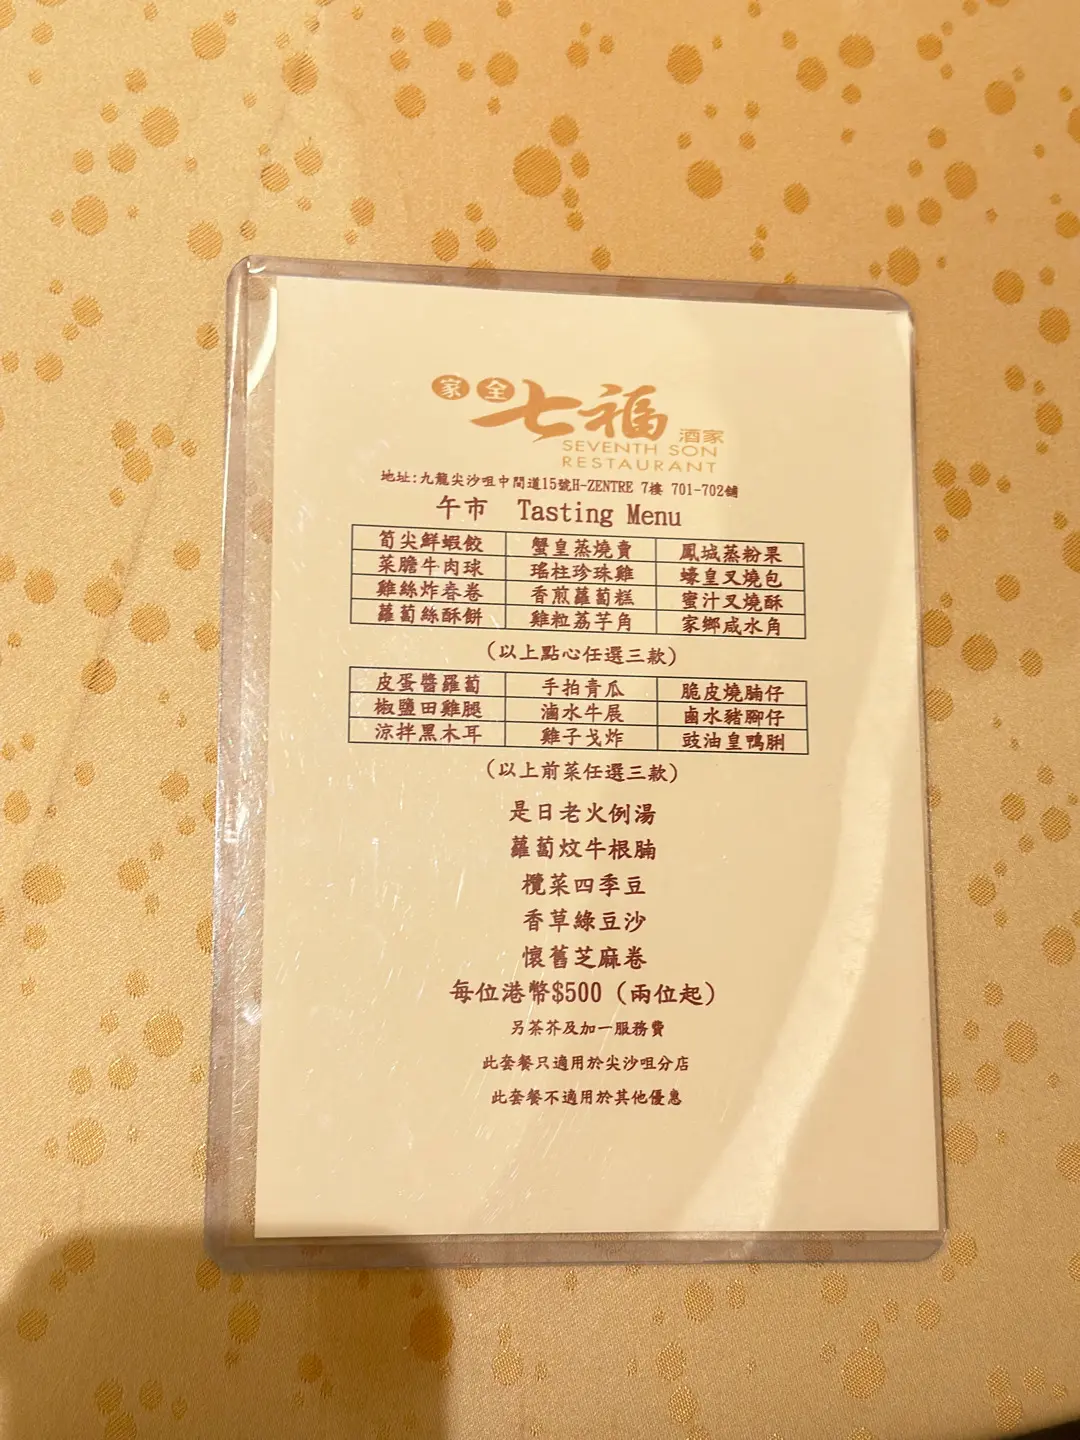 家全七福酒家
SEVENTH SON
RESTAURANT
地址:九龍尖沙咀中間道15號H-ZENTRE 7樓 701-702舖
午市 Tasting Menu
筍尖鮮蝦餃 蟹皇蒸燒賣 鳳城蒸粉果
菜膽牛肉球 瑤柱珍珠雞 蠔皇叉燒包
雞絲炸春卷 香煎蘿蔔糕 蜜汁叉燒酥
蘿蔔絲酥餅 雞粒荔芋角 家鄉咸水角
(以上點心任選三款)
皮蛋醬羅蔔 手拍青瓜 脆皮燒腩仔
椒鹽田雞腿 滷水牛展 鹵水豬腳仔
涼拌黑木耳 雞子戈炸 豉油皇鴨脷
(以上前菜任選三款)
是日老火例湯
蘿蔔炆牛根腩
欖菜四季豆
香草綠豆沙
懷舊芝麻卷
每位港幣$500 (兩位起)
另茶芥及加一服務費
此套餐只適用於尖沙咀分店
此套餐不適用於其他優惠